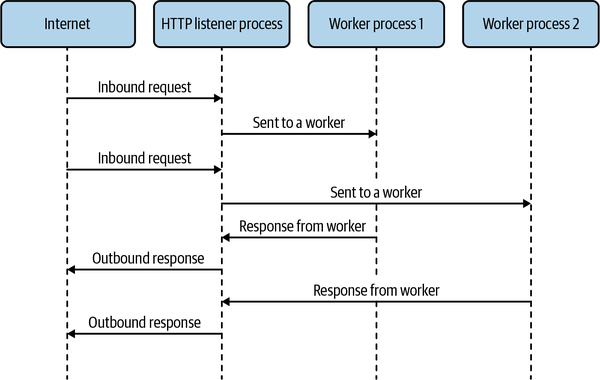 Internet
HTTP listener process
Worker process 1
Worker process 2
Inbound request
Sent to a worker
Inbound request
Sent to a worker
Response from worker
Outbound response
Response from worker
Outbound response